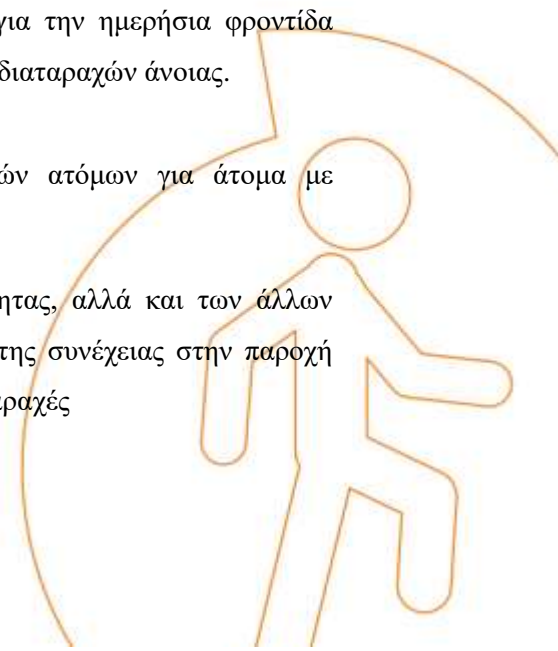 για την ημερήσια φροντίδα
διαταραχών άνοιας.
ών ατόμων για άτομα με
ητας, αλλά και των άλλων
της συνέχειας στην παροχή
αραχές